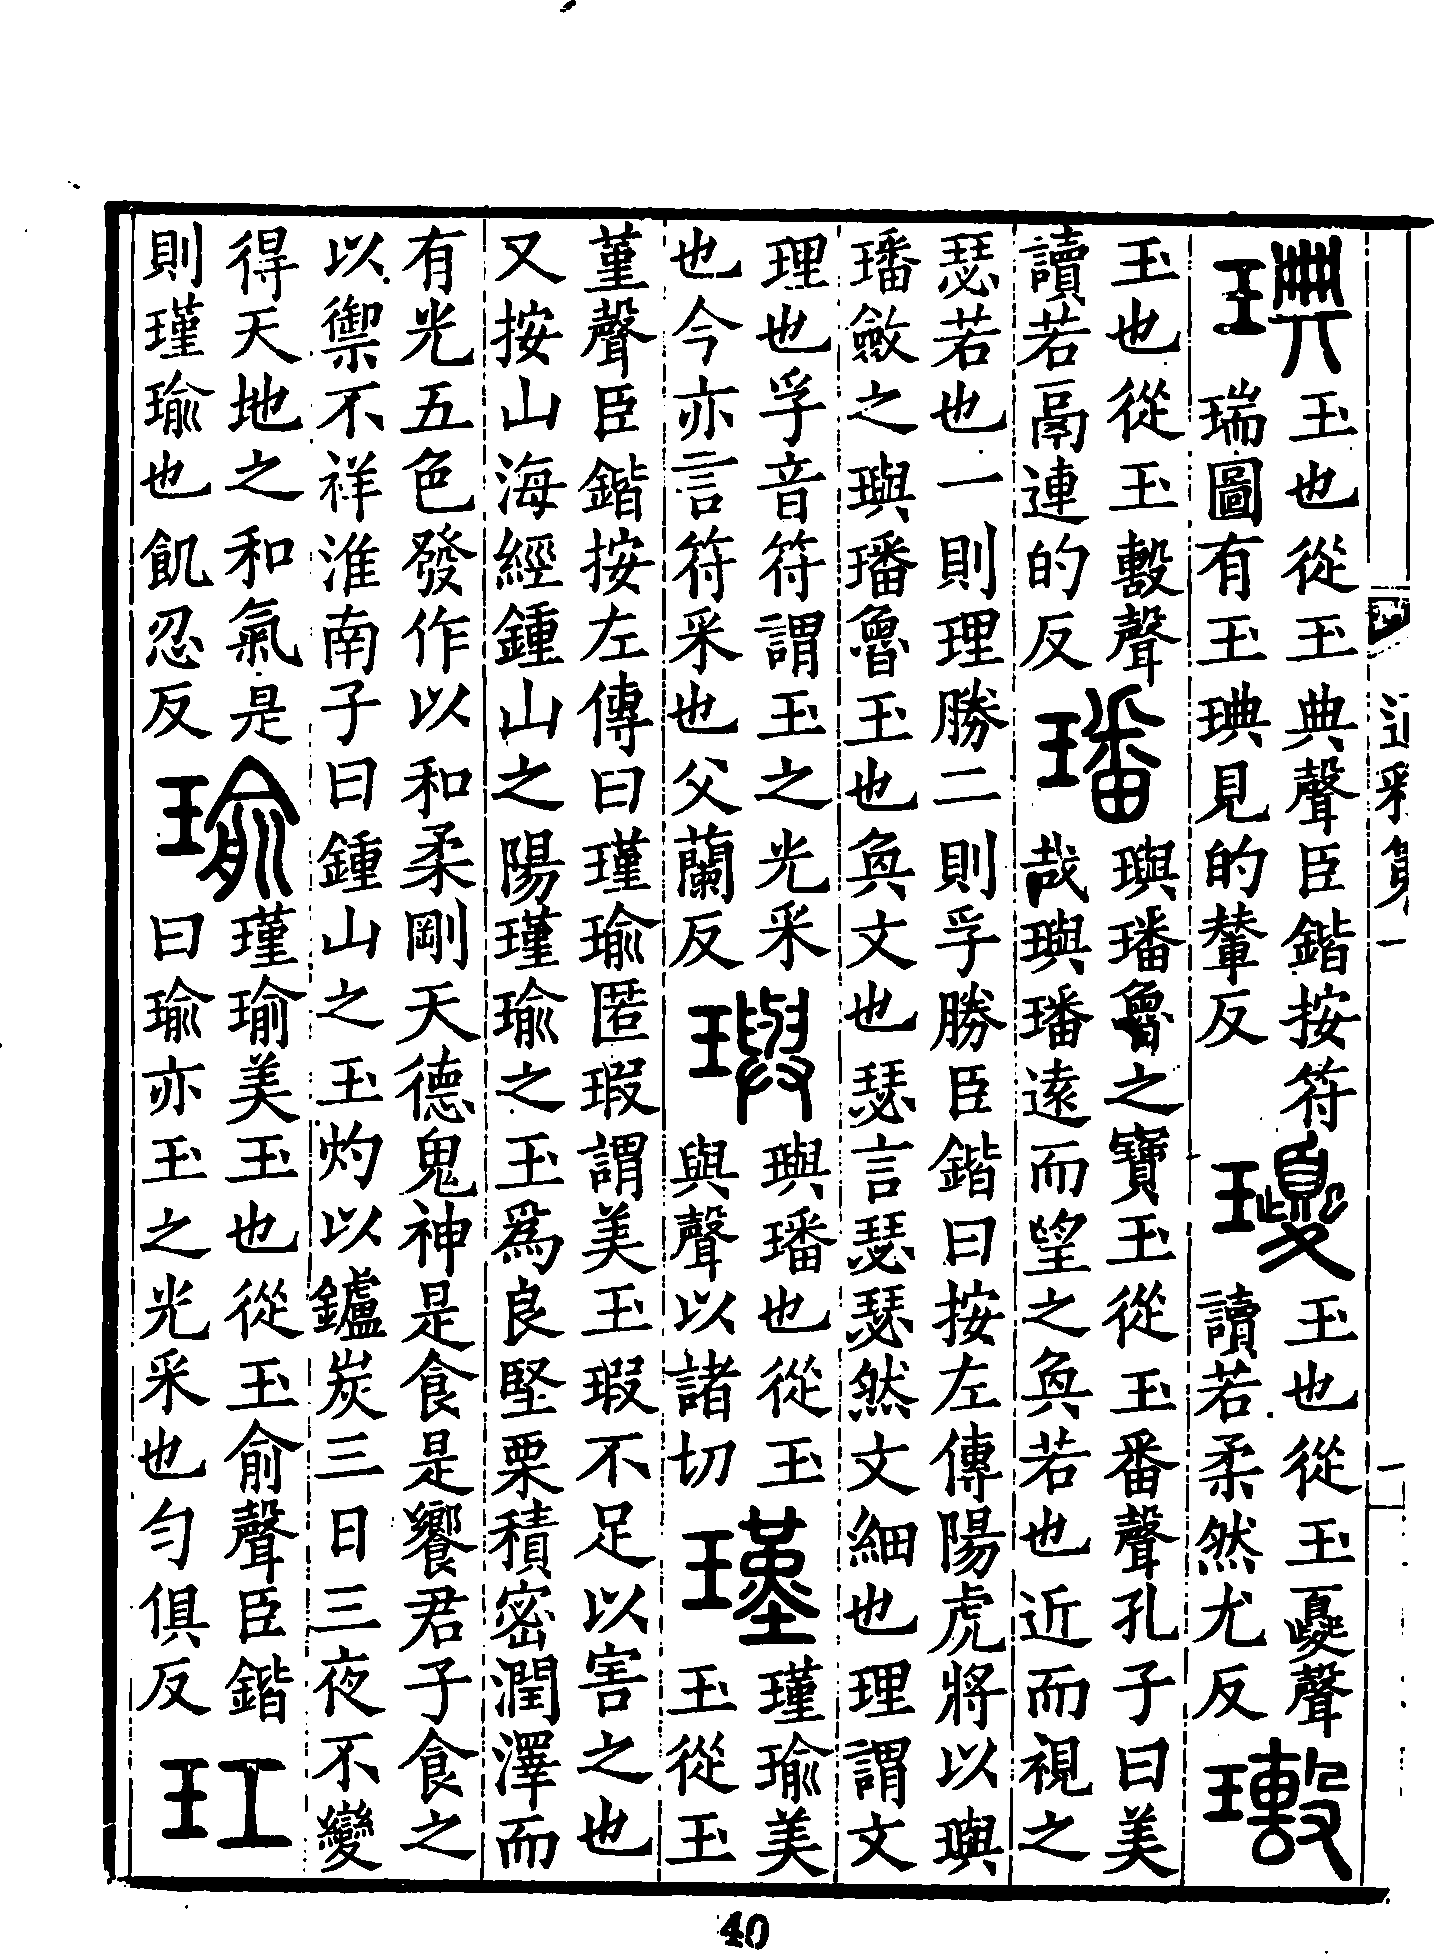 琠
玉也從玉典聲臣鍇按符
瑞圖有玉琠見的輦反
瓇
玉也從玉夒聲
讀若柔然尤反
𤪌
玉也從玉毄聲
讀若鬲連的反
璠
璵璠魯之寶玉從玉番聲孔子曰美
哉璵璠遠而望之奐若也近而視之
瑟若也一則理勝二則孚勝臣鍇曰按左傳陽虎將以璵
璠斂之璵璠魯玉也奐文也瑟言瑟瑟然文細也理謂文
理也孚音符謂玉之光采
也今亦言符采也父蘭反
璵
璵璠也從玉
與聲以諸切
瑾
瑾瑜美
玉從玉
堇聲臣鍇按左傳曰瑾瑜匿瑕謂美玉瑕不足以害之也
又按山海經鍾山之陽瑾瑜之玉爲良堅栗積密潤澤而
有光五色發作以和柔剛天德鬼神是食是饗君子食之
以禦不祥淮南子曰鍾山之玉灼以鑪炭三日三夜不變
得天地之和氣是
則瑾瑜也飢忍反
瑜
瑾瑜美玉也從玉俞聲臣鍇
曰瑜亦玉之光采也勻俱反
玒
40